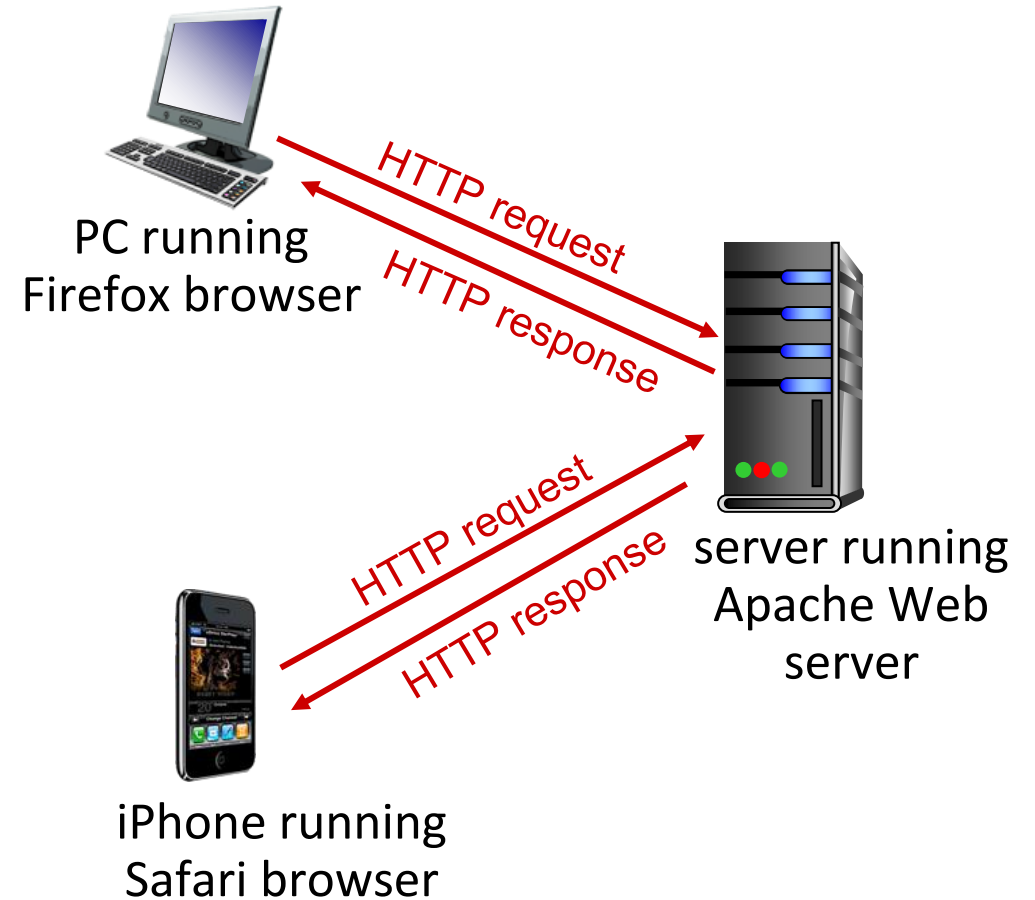 HTTP request
HTTP response
PC running
Firefox browser
HTTP request
HTTP response
server running
Apache Web
server
iPhone running
Safari browser